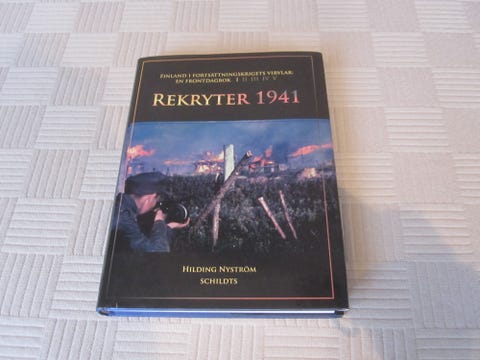 FINLAND I FORTSÄTTNINGSKRIGETS VIRVLAR:
EN FRONTDAGBOK I II III IV V
REKRYTER 1941
HILDING NYSTRÖM
SCHILDTS